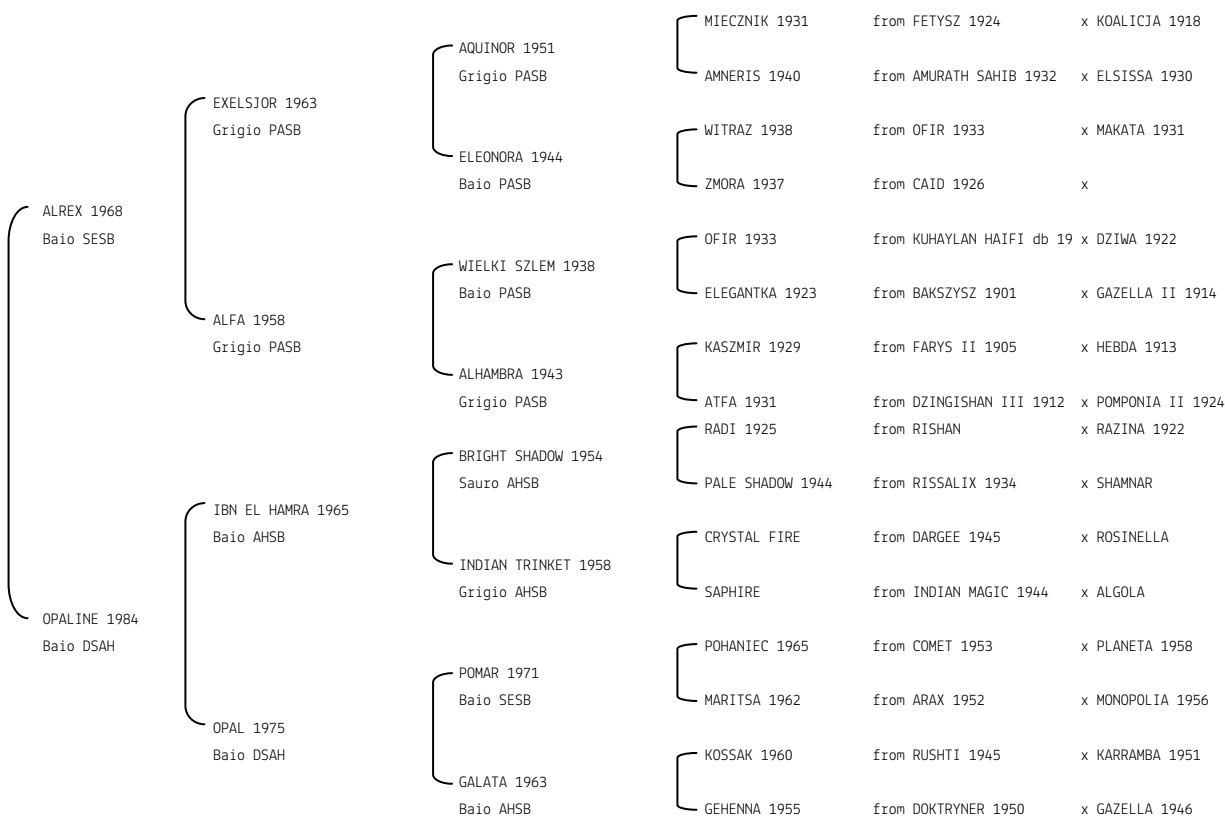 MIECZNIK 1931 from FETYSZ 1924 x KOALICJA 1918
AQUINOR 1951
Grigio PASB AMNERIS 1940 from AMURATH SAHIB 1932 x ELSISSA 1930
EXELSJOR 1963
Grigio PASB WITRAZ 1938 from OFIR 1933 x MAKATA 1931
ELEONORA 1944
Baio PASB ZMORA 1937 from CAID 1926 x
ALREX 1968
Baio SESB OFIR 1933 from KUHAYLAN HAIFI db 19 x DZIWA 1922
WIELKI SZLEM 1938
Baio PASB ELEGANTKA 1923 from BAKSZYSZ 1901 x GAZELLA II 1914
ALFA 1958
Grigio PASB KASZMIR 1929 from FARYS II 1905 x HEBDA 1913
ALHAMBRA 1943
Grigio PASB ATFA 1931 from DZINGISHAN III 1912 x POMPONIA II 1924
RADI 1925 from RISHAN x RAZINA 1922
BRIGHT SHADOW 1954
Sauro AHSB PALE SHADOW 1944 from RISSALIX 1934 x SHAMNAR
IBN EL HAMRA 1965
Baio AHSB CRYSTAL FIRE from DARGEE 1945 x ROSINELLA
INDIAN TRINKET 1958
Grigio AHSB SAPHIRE from INDIAN MAGIC 1944 x ALGOLA
OPALINE 1984
Baio DSAH POHANIEC 1965 from COMET 1953 x PLANETA 1958
POMAR 1971
Baio SESB MARITSA 1962 from ARAX 1952 x MONOPOLIA 1956
OPAL 1975
Baio DSAH KOSSAK 1960 from RUSHTI 1945 x KARRAMBA 1951
GALATA 1963
Baio AHSB GEHENNA 1955 from DOKTRYNER 1950 x GAZELLA 1946